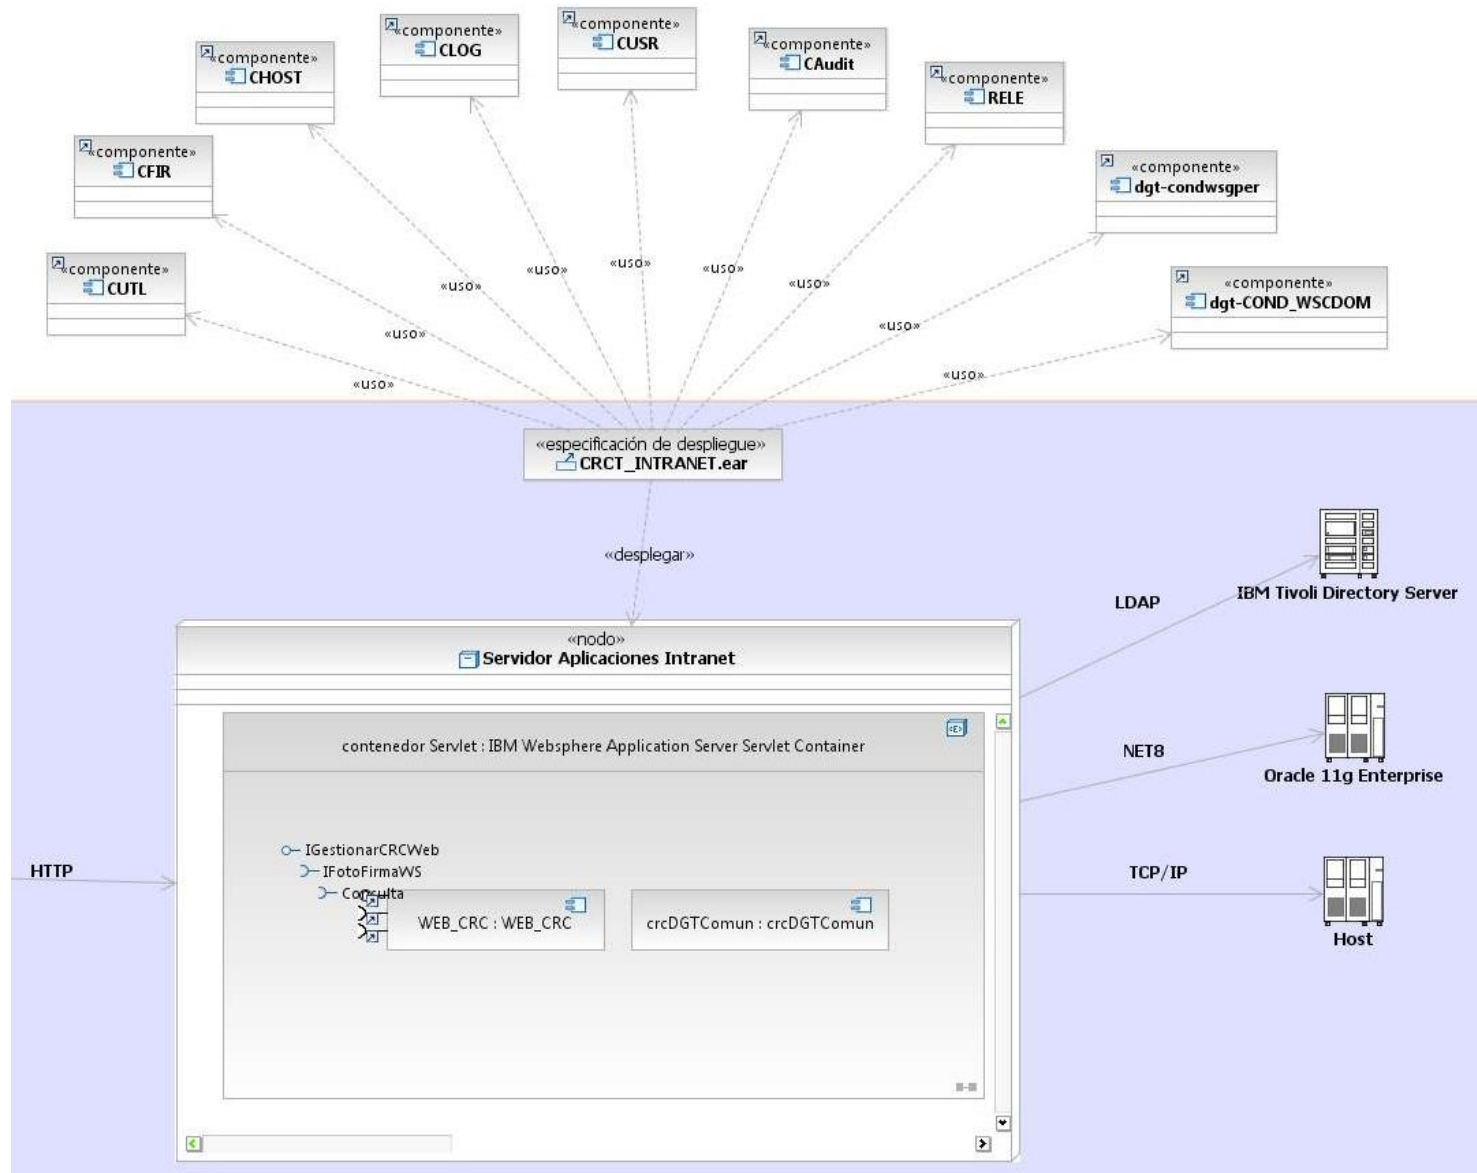 «componente»
CUSR
«componente»
CLOG
«componente»
CAudit
«componente»
CHOST
«componente»
RELE
«componente»
CFIR
«componente»
dgt-condwsgper
«componente»
CUTL
«componente»
dgt-COND_WSCDOM
«uso»
«uso»
«uso»
«uso»
«uso»
«uso»
«uso»
«uso»
«uso»
«especificación de despliegue»
CRCT_INTRANET.ear
«desplegar»
IBM Tivoli Directory Server
LDAP
«nodo»
Servidor Aplicaciones Intranet
contenedor Servlet : IBM Websphere Application Server Servlet Container
NET8
Oracle 11g Enterprise
IGestionarCRCWeb
HTTP
IFotoFirmaWS
TCP/IP
Consulta
WEB_CRC : WEB_CRC
crcDGTComun : crcDGTComun
Host